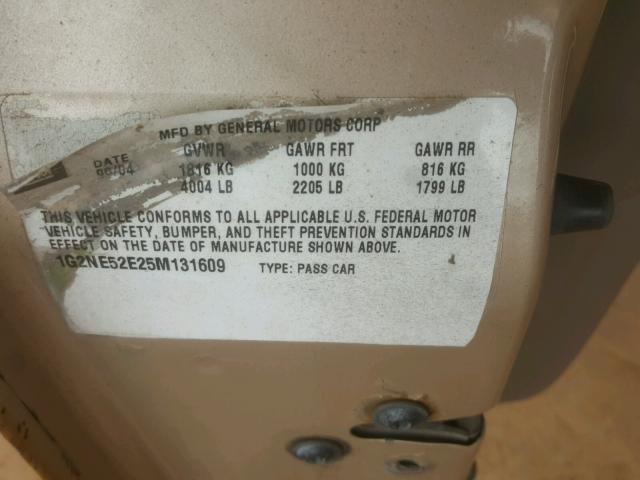 MFD BY GENERAL MOTORS CORP
DATE GVWR GAWR FRT GAWR RR
06/04 1816 KG 1000 KG 816 KG
4004 LB 2205 LB 1799 LB
THIS VEHICLE CONFORMS TO ALL APPLICABLE U.S. FEDERAL MOTOR
VEHICLE SAFETY, BUMPER, AND THEFT PREVENTION STANDARDS IN
EFFECT ON THE DATE OF MANUFACTURE SHOWN ABOVE.
1G2NE52E25M131609 TYPE: PASS CAR